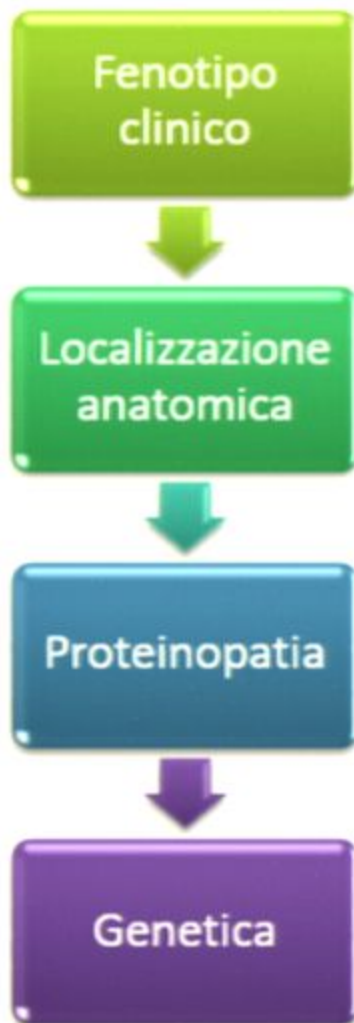 Fenotipo
clinico
Localizzazione
anatomica
Proteinopatia
Genetica